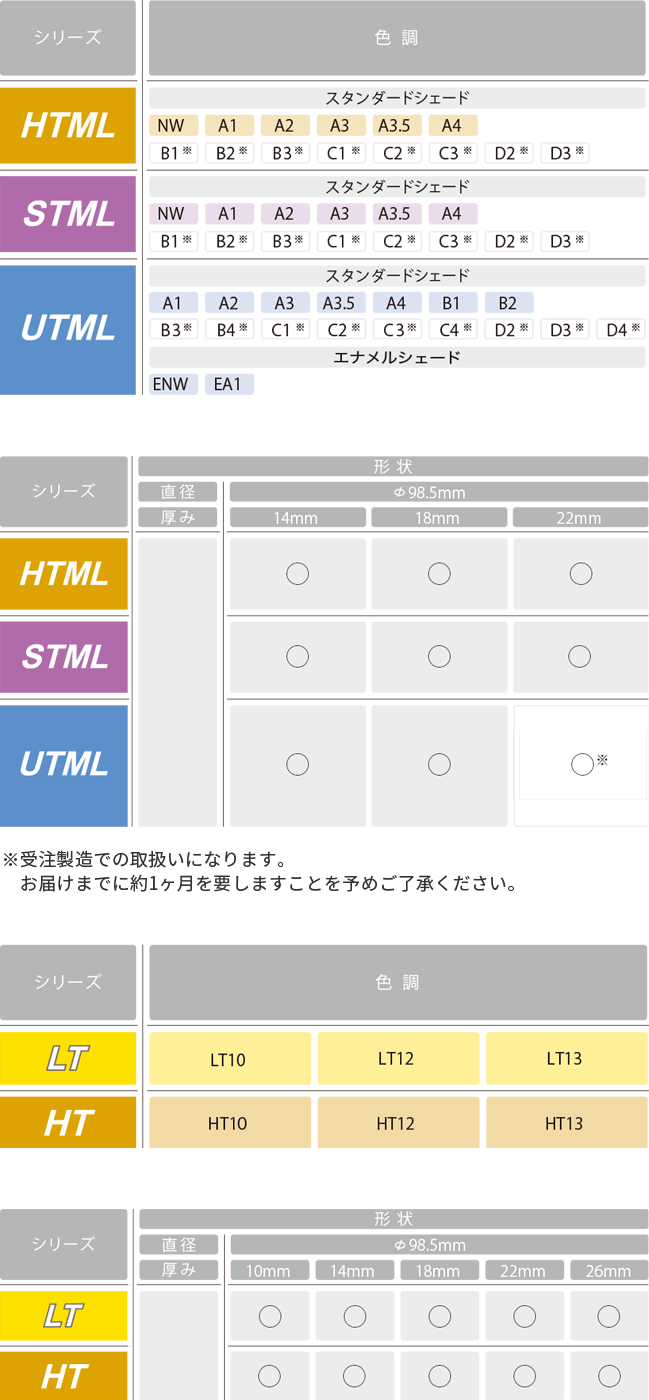 シリーズ 色調
スタンダードシェード
HTML
NW A1 A2 A3 A3.5 A4
B1※ B2※ B3※ C1※ C2※ C3※ D2※ D3※
スタンダードシェード
STML
NW A1 A2 A3 A3.5 A4
B1※ B2※ B3※ C1※ C2※ C3※ D2※ D3※
スタンダードシェード
UTML
A1 A2 A3 A3.5 A4 B1 B2
B3※ B4※ C1※ C2※ C3※ C4※ D2※ D3※ D4※
エナメルシェード
ENW EA1
シリーズ 形状
直径 Φ98.5mm
厚み 14mm 18mm 22mm
HTML ○ ○ ○
STML ○ ○ ○
UTML ○ ○ ○※
※受注製造での取扱いになります。
お届けまでに約1ヶ月を要しますことを予めご了承ください。
シリーズ 色調
LT LT10 LT12 LT13
HT HT10 HT12 HT13
シリーズ 形状
直径 Φ98.5mm
厚み 10mm 14mm 18mm 22mm 26mm
LT ○ ○ ○ ○ ○
HT ○ ○ ○ ○ ○